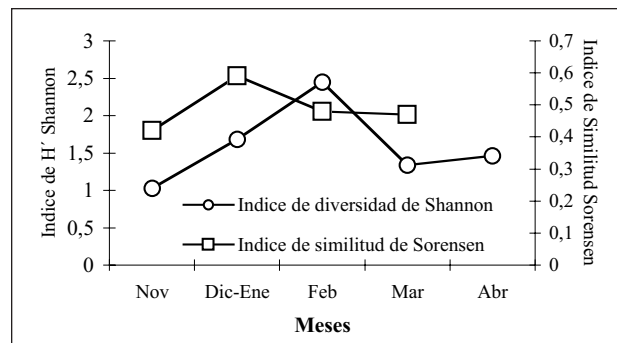 Indice de H´ Shannon
3
2,5
2
1,5
1
0,5
0
0,7
0,6
0,5
0,4
0,3
0,2
0,1
0
Indice de
Similitud Sorensen
Indice de diversidad de Shannon
Indice de similitud de Sorensen
Nov Dic-Ene Feb Mar Abr
Meses